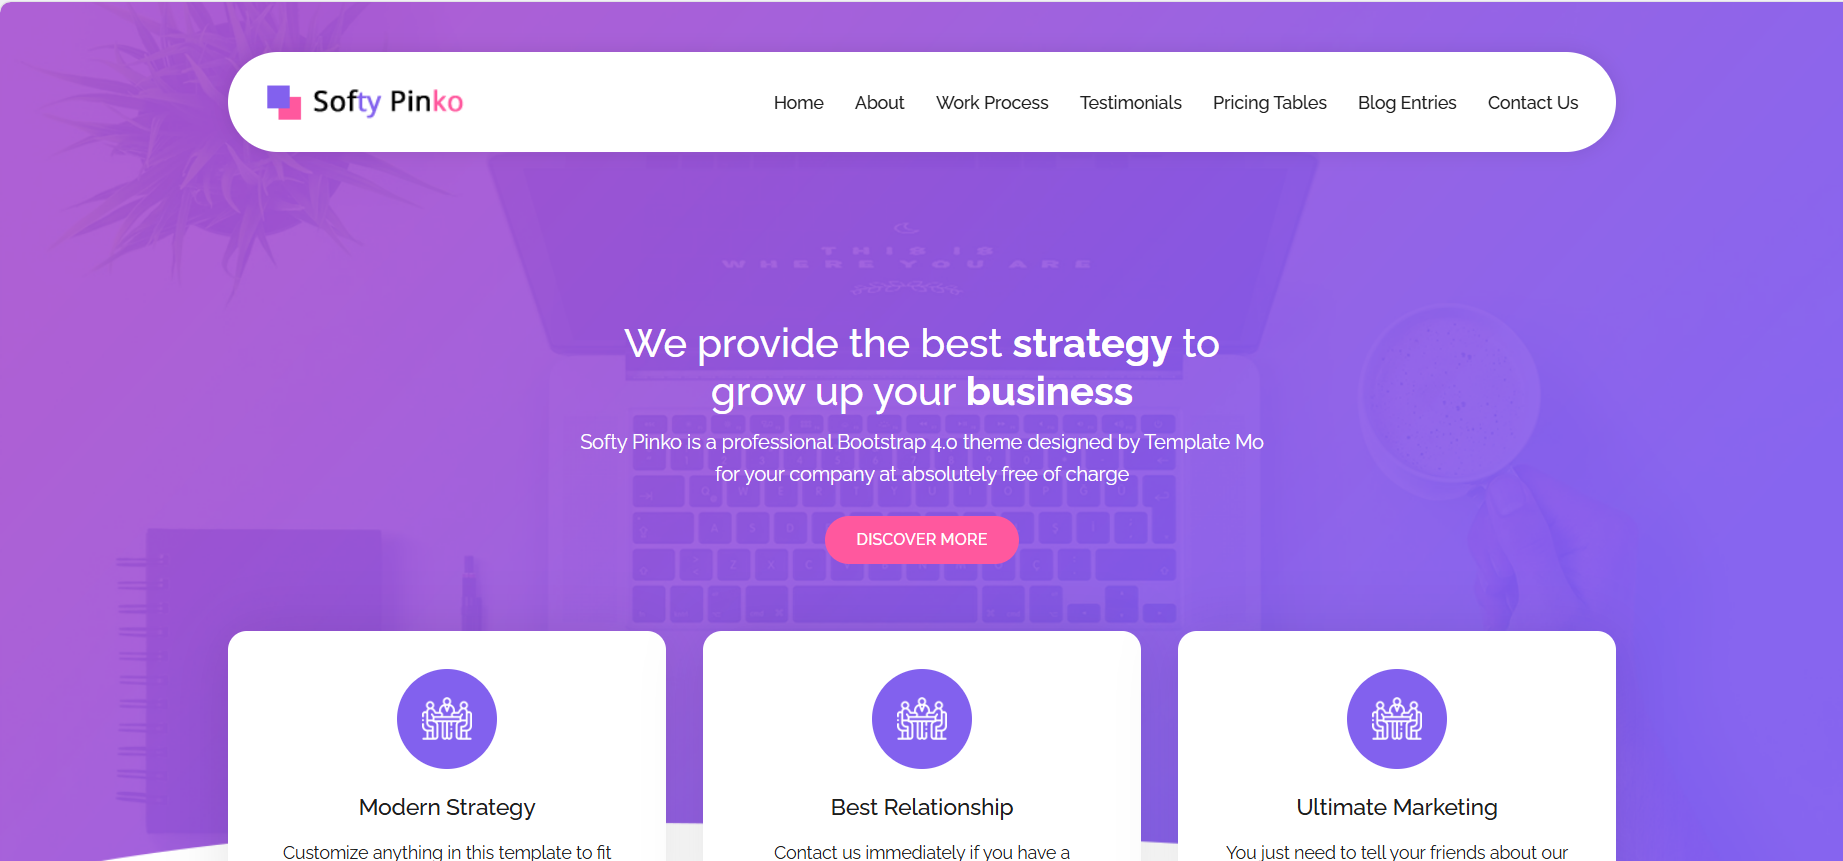 Softy Pinko
Home About Work Process Testimonials Pricing Tables Blog Entries Contact Us
THIS IS
WHERE YOU ARE
We provide the best strategy to
grow up your business
Softy Pinko is a professional Bootstrap 4.0 theme designed by Template Mo
for your company at absolutely free of charge
DISCOVER MORE
Modern Strategy
Customize anything in this template to fit
Best Relationship
Contact us immediately if you have a
Ultimate Marketing
You just need to tell your friends about our